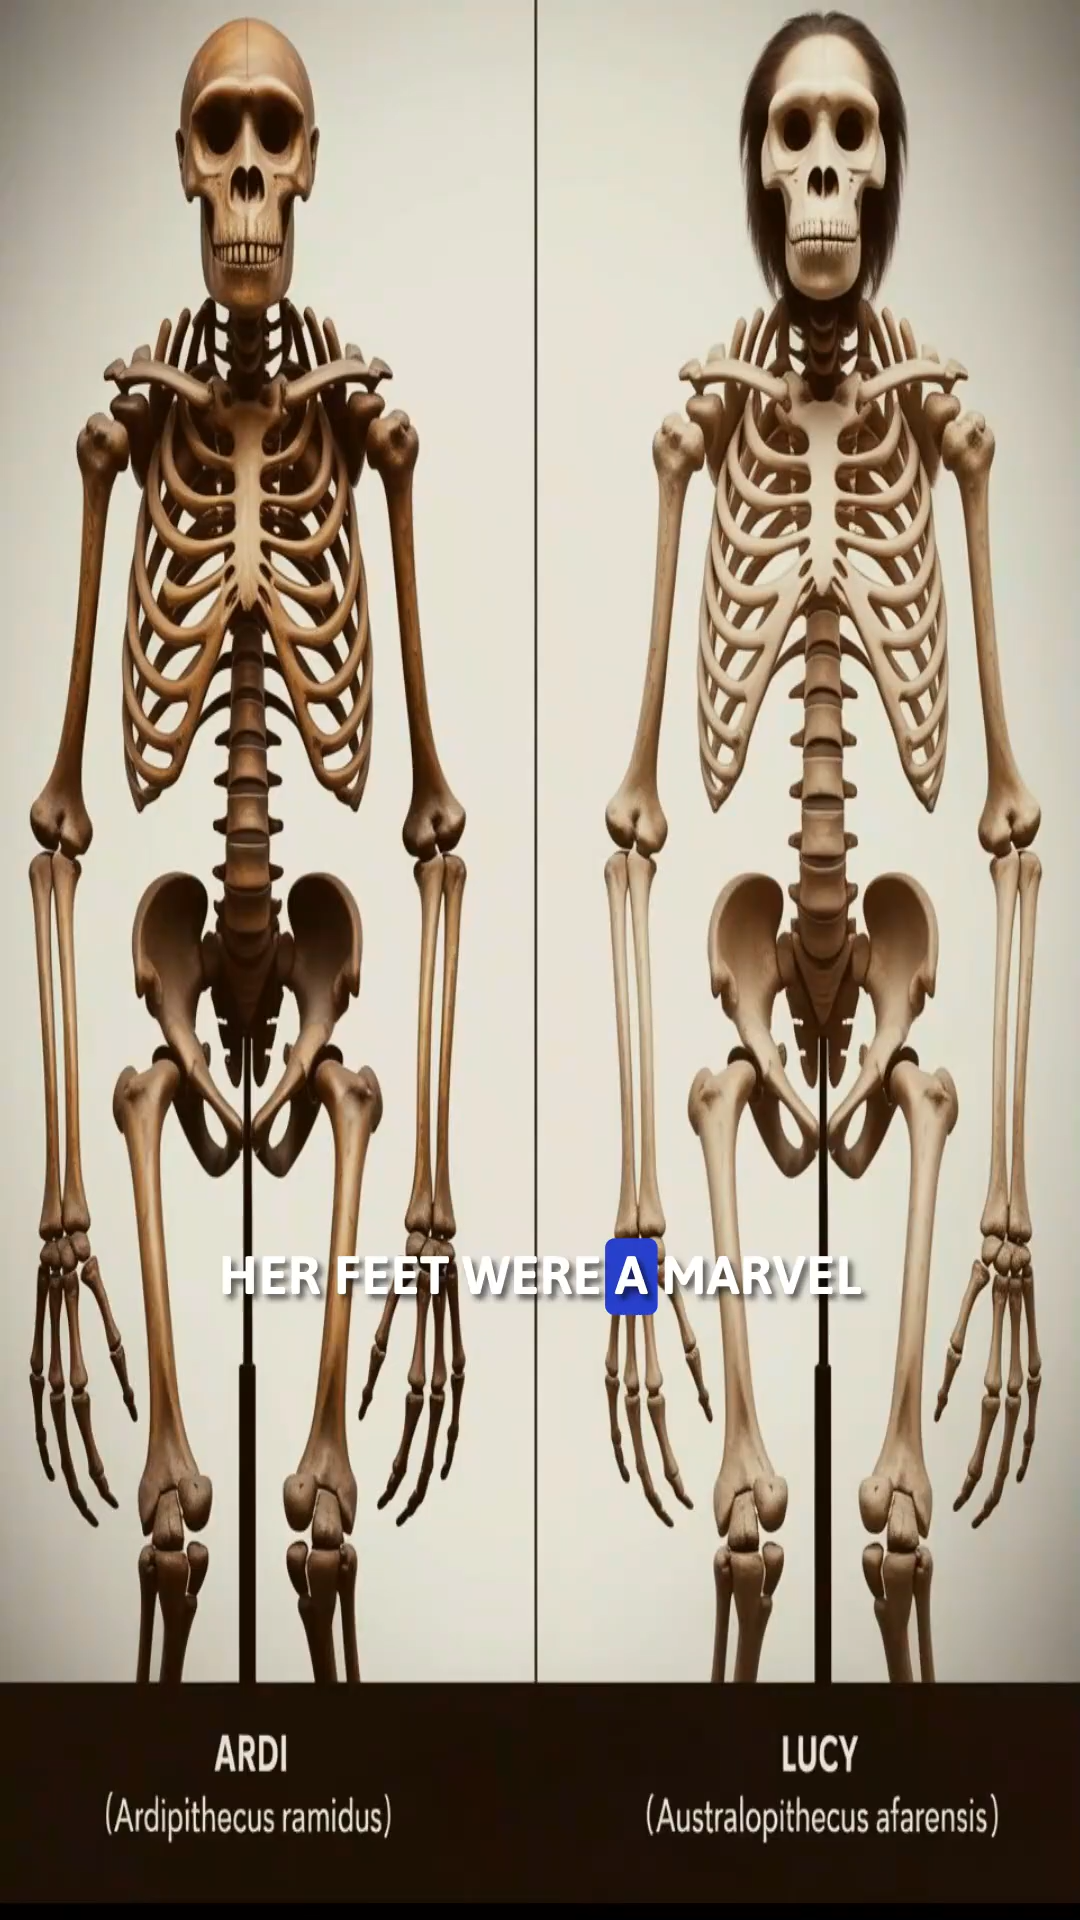 HER FEET WERE A MARVEL
ARDI
(Ardipithecus ramidus)
LUCY
(Australopithecus afarensis)